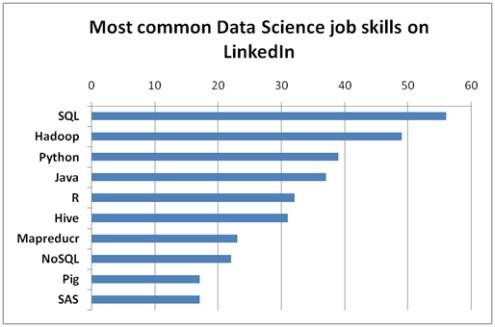 Most common Data Science job skills on
LinkedIn
0 10 20 30 40 50 60
SQL
Hadoop
Python
Java
R
Hive
Mapreducr
NoSQL
Pig
SAS